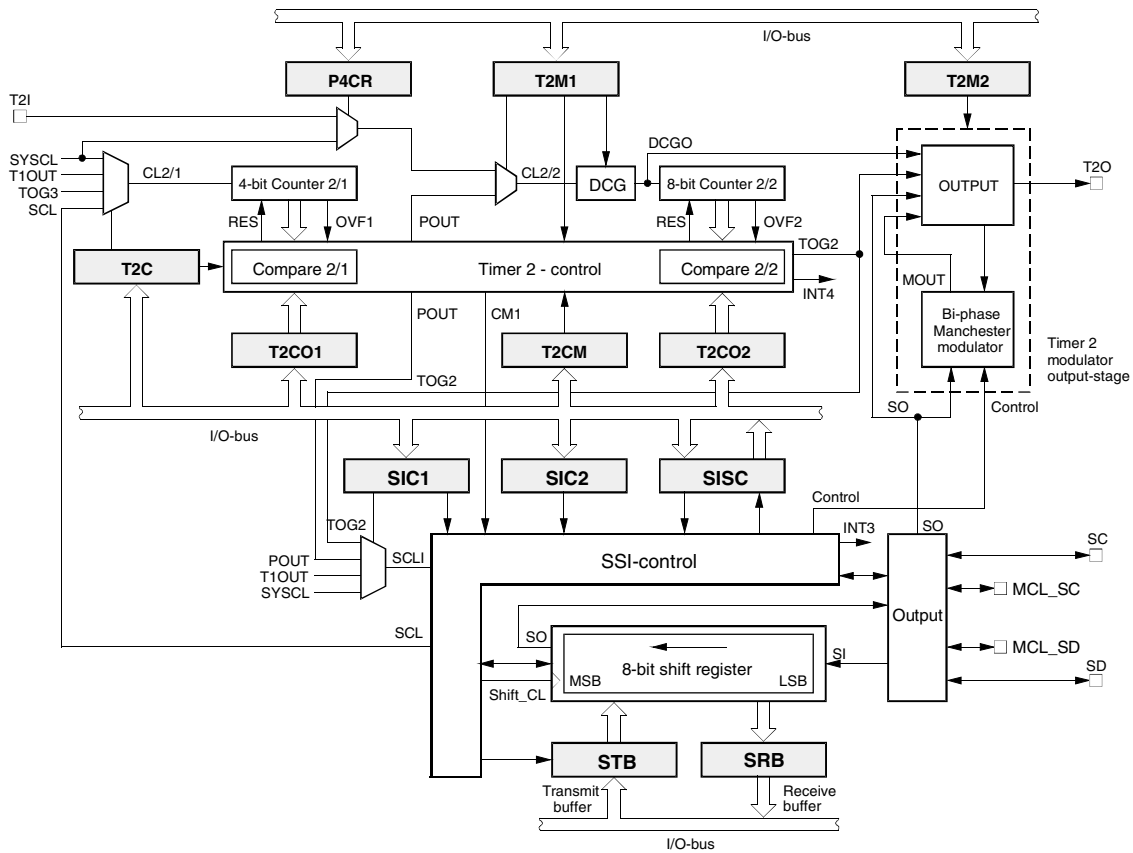 I/O-bus
P4CR
T2M1
T2M2
T2I
SYSCL
T1OUT
TOG3
SCL
CL2/1
4-bit Counter 2/1
CL2/2
DCG
DCGO
8-bit Counter 2/2
OUTPUT
T2O
RES
OVF1
POUT
RES
OVF2
TOG2
T2C
Compare 2/1
Timer 2 - control
Compare 2/2
INT4
MOUT
Bi-phase
Manchester
modulator
Timer 2
modulator
output-stage
POUT
CM1
T2CO1
T2CM
T2CO2
TOG2
SO
Control
I/O-bus
SIC1
SIC2
SISC
Control
TOG2
POUT
T1OUT
SYSCL
SCLI
SSI-control
INT3
SO
SC
MCL_SC
Output
MCL_SD
SD
SCL
SO
8-bit shift register
MSB
LSB
SI
Shift_CL
STB
SRB
Transmit
buffer
Receive
buffer
I/O-bus